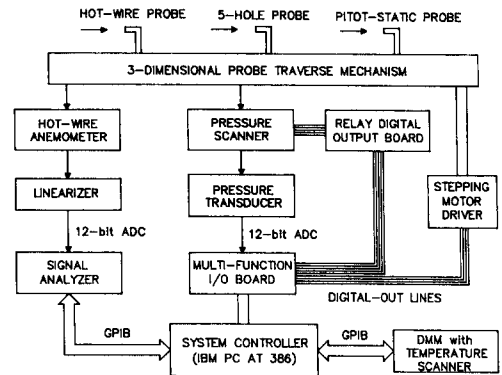 HOT-WIRE PROBE
5-HOLE PROBE
PITOT-STATIC PROBE
3-DIMENSIONAL PROBE TRAVERSE MECHANISM
HOT-WIRE
ANEMOMETER
PRESSURE
SCANNER
RELAY DIGITAL
OUTPUT BOARD
LINEARIZER
PRESSURE
TRANSDUCER
STEPPING
MOTOR
DRIVER
12-bit ADC
12-bit ADC
SIGNAL
ANALYZER
MULTI-FUNCTION
I/O BOARD
DIGITAL-OUT LINES
GPIB
SYSTEM CONTROLLER
(IBM PC AT 386)
GPIB
DMM with
TEMPERATURE
SCANNER